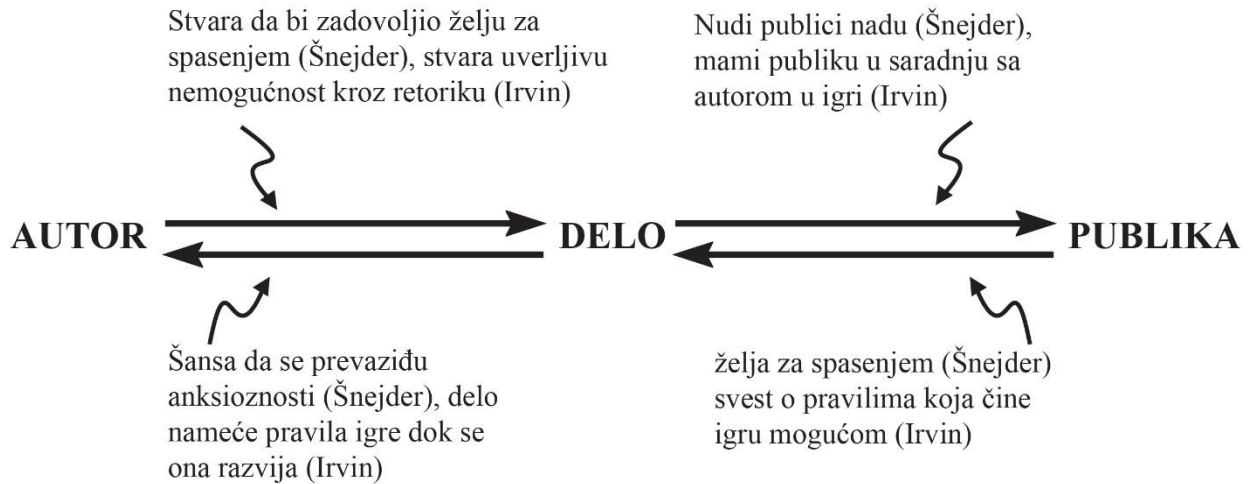 Stvara da bi zadovoljio želju za
spasenjem (Šnejder), stvara uverljivu
nemogućnost kroz retoriku (Irvin)
Nudi publici nadu (Šnejder),
mami publiku u saradnju sa
autorom u igri (Irvin)
AUTOR
DELO
PUBLIKA
Šansa da se prevaziđu
anksioznosti (Šnejder), delo
nameće pravila igre dok se
ona razvija (Irvin)
želja za spasenjem (Šnejder)
svest o pravilima koja čine
igru mogućom (Irvin)